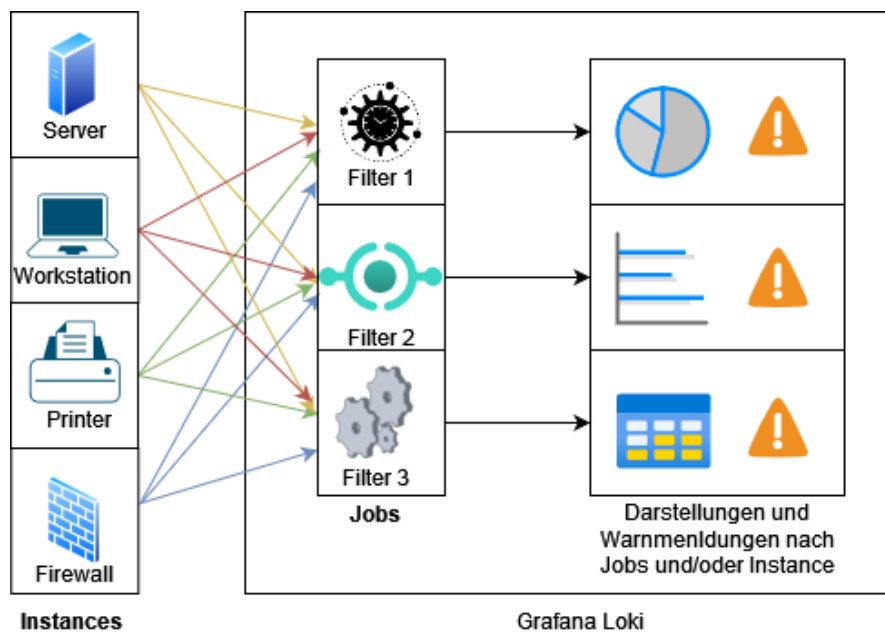 Server
Workstation
Printer
Firewall
Instances
Filter 1
Filter 2
Filter 3
Jobs
Darstellungen und
Warnmenldungen nach
Jobs und/oder Instance
Grafana Loki